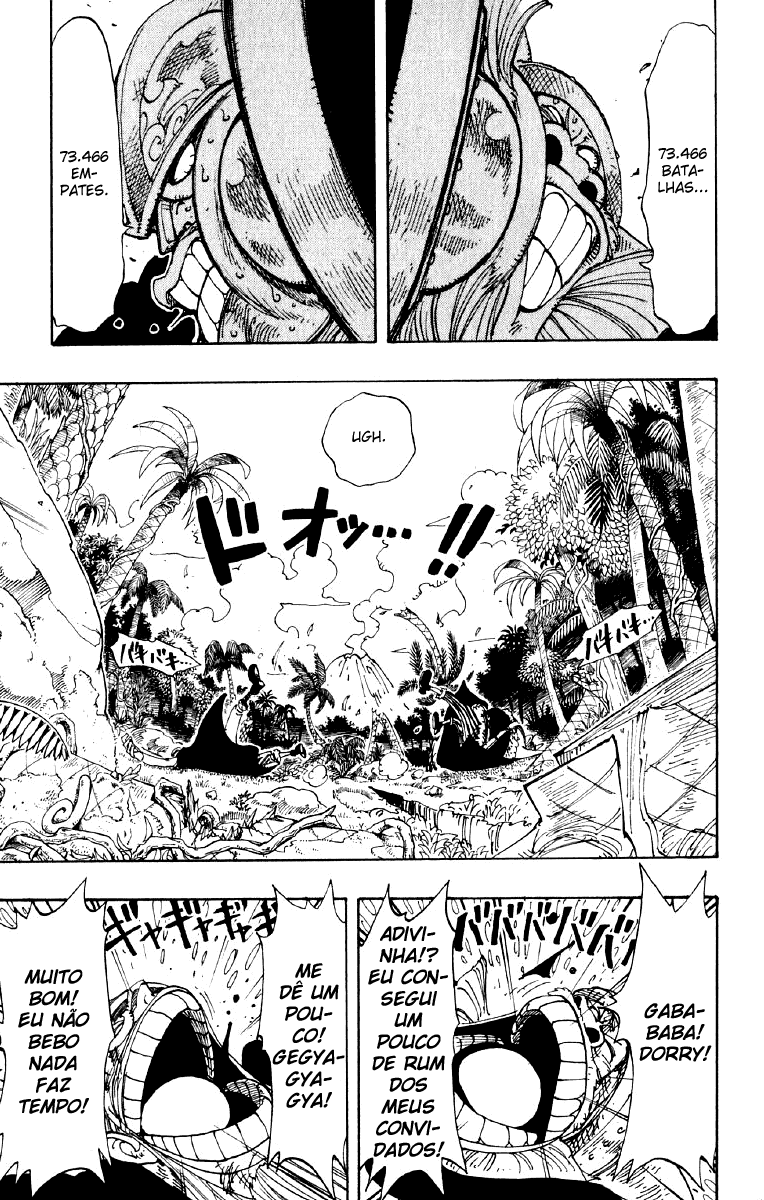 73.466
BATA-
LHAS...
73.466
EM-
PATES.
UGH.
ドオッ…!!
バキバキ…
バキバキ…
GABA-
BABA!
DORRY!
ババババババ
ADIVI-
NHA!?
EU CON-
SEGUI
UM
POUCO
DE RUM
DOS
MEUS
CONVI-
DADOS!
ME
DÊ UM
POU-
CO!
GEGYA-
GYA-
GYA!
ギャギャギャギャ
MUITO
BOM!
EU NÃO
BEBO
NADA
FAZ
TEMPO!